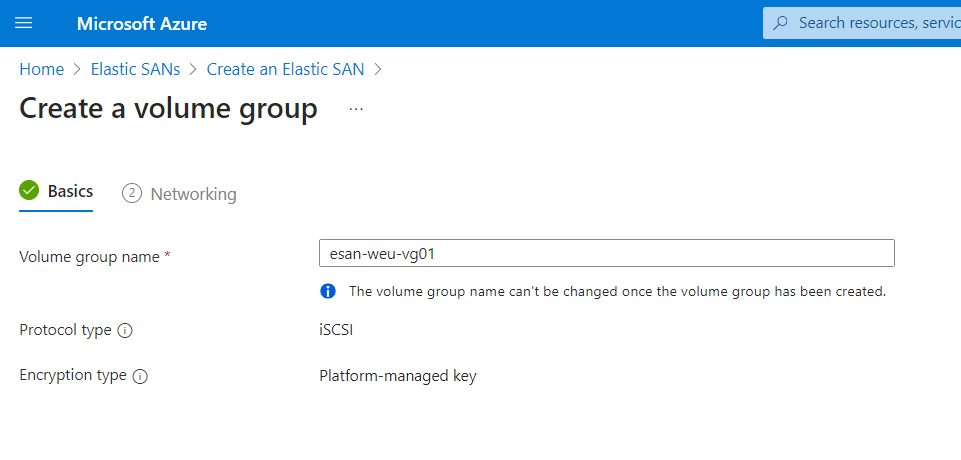 Microsoft Azure
Search resources, servic
Home > Elastic SANs > Create an Elastic SAN >
Create a volume group ...
Basics
2 Networking
Volume group name * esan-weu-vg01
The volume group name can't be changed once the volume group has been created.
Protocol type iSCSI
Encryption type Platform-managed key